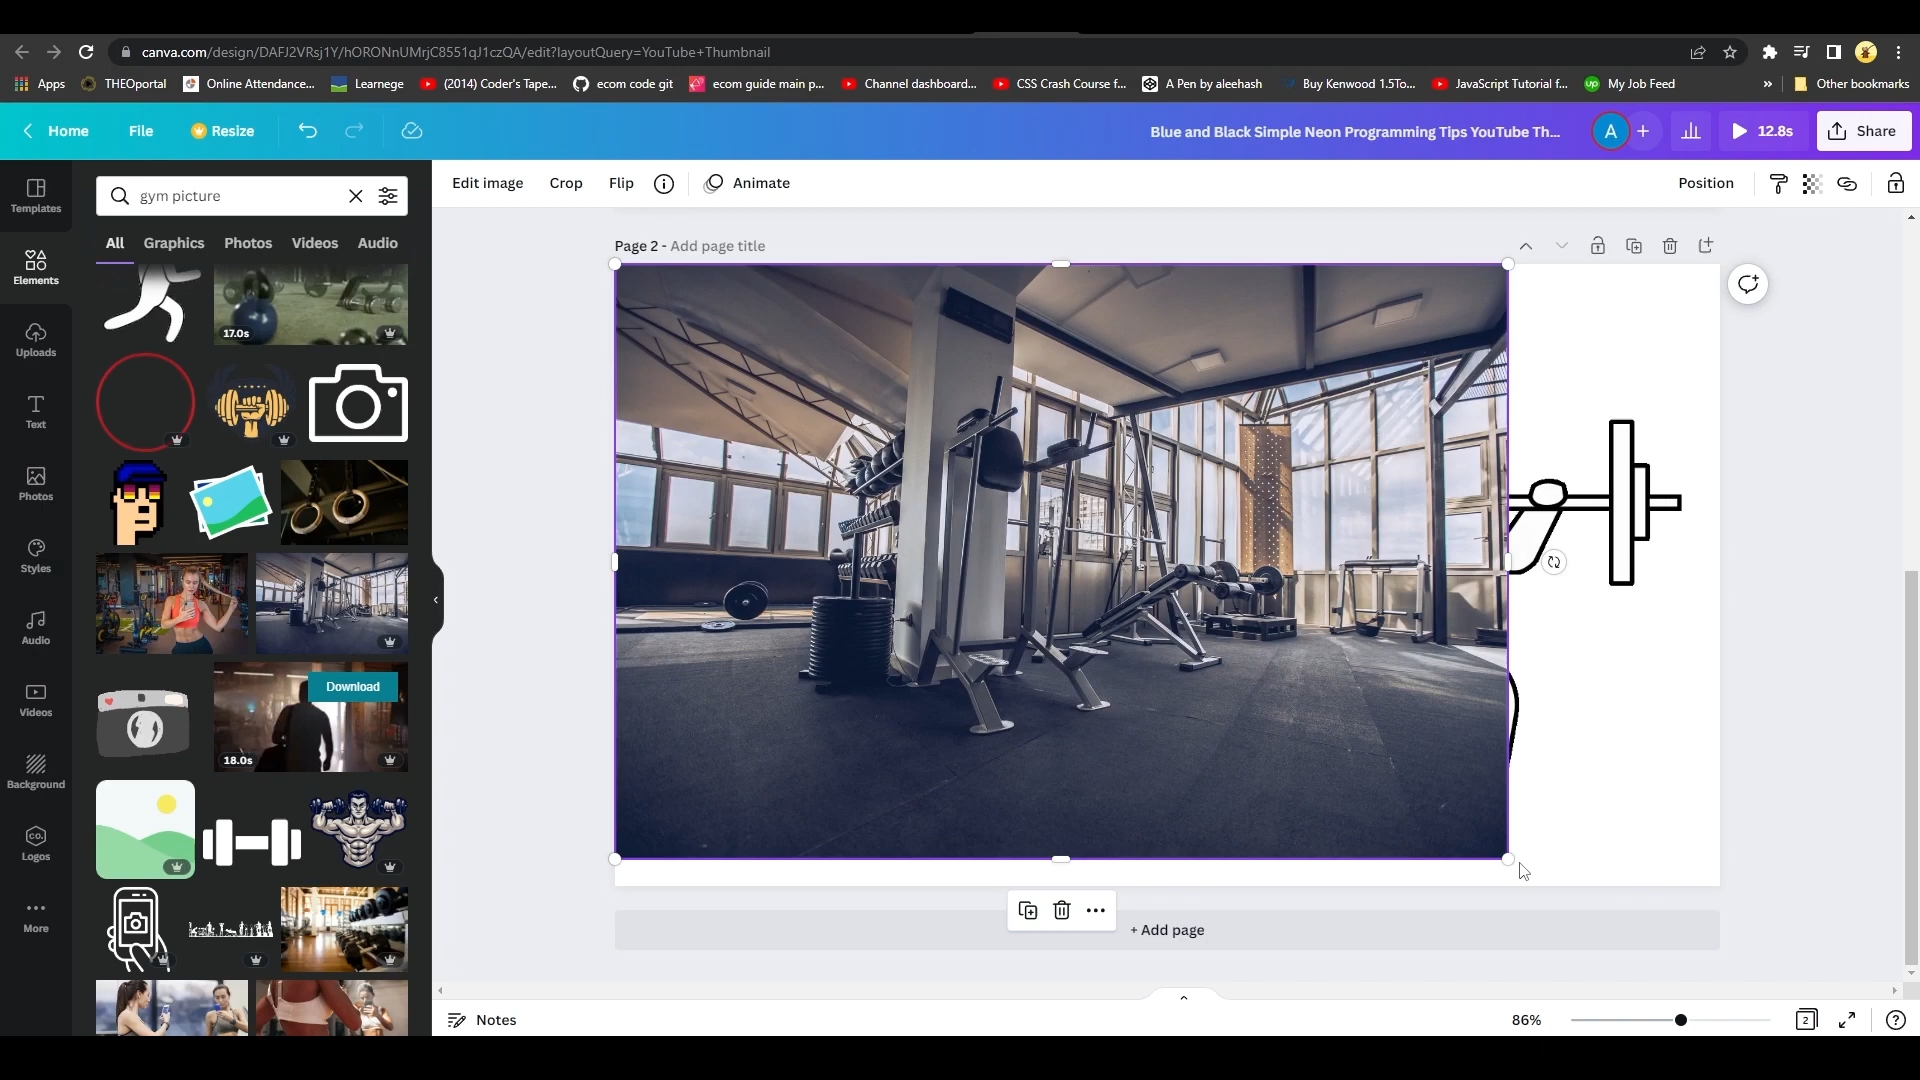 canva.com/design/DAFJ2VRsj1Y/hORONnUMrjC8551qJ1czQA/edit?layoutQuery=YouTube+Thumbnail
Apps THEOportal Online Attendance... Learnege (2014) Coder's Tape... ecom code git ecom guide main p... Channel dashboard... CSS Crash Course f... A Pen by aleehash Buy Kenwood 1.5To... JavaScript Tutorial f... My Job Feed » Other bookmarks
Home File Resize Blue and Black Simple Neon Programming Tips YouTube Th... A + 12.8s Share
Templates
Elements
Uploads
Text
Photos
Styles
Audio
Videos
Background
Logos
More
gym picture
All Graphics Photos Videos Audio
17.0s
Download
18.0s
Edit image Crop Flip Animate Position
Page 2 - Add page title
+ Add page
Notes 86% 2